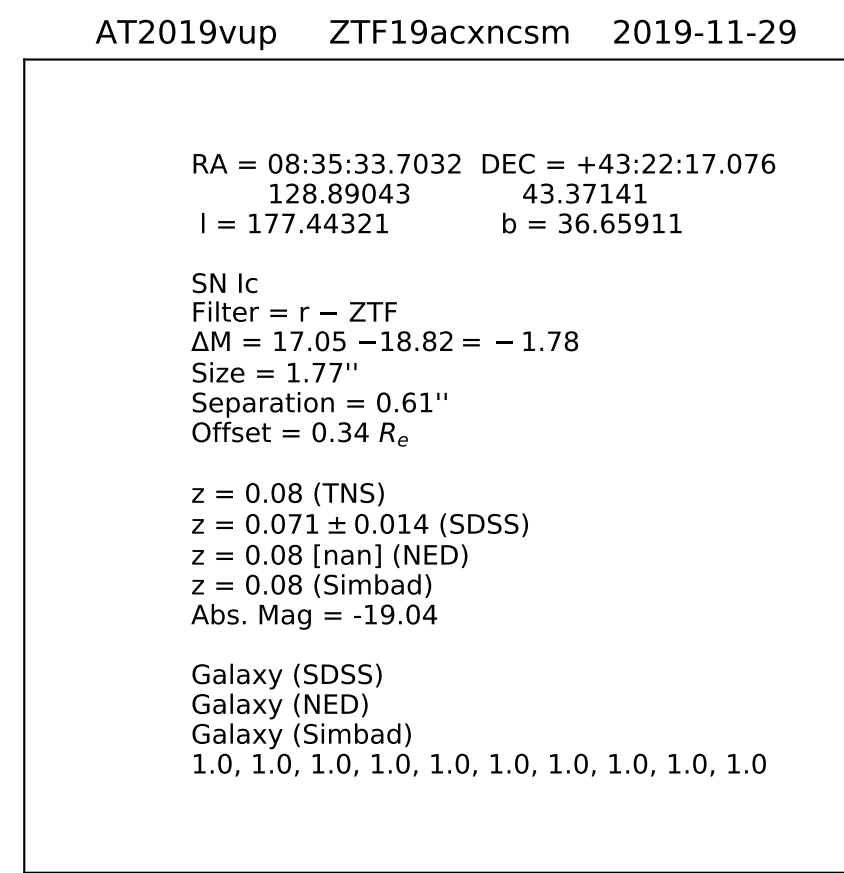 AT2019vup ZTF19acxncsm 2019-11-29
RA = 08:35:33.7032 DEC = +43:22:17.076
128.89043 43.37141
l = 177.44321 b = 36.65911
SN Ic
Filter = r − ZTF
ΔM = 17.05 −18.82 = − 1.78
Size = 1.77''
Separation = 0.61''
Offset = 0.34 Re
z = 0.08 (TNS)
z = 0.071 ± 0.014 (SDSS)
z = 0.08 [nan] (NED)
z = 0.08 (Simbad)
Abs. Mag = -19.04
Galaxy (SDSS)
Galaxy (NED)
Galaxy (Simbad)
1.0, 1.0, 1.0, 1.0, 1.0, 1.0, 1.0, 1.0, 1.0, 1.0